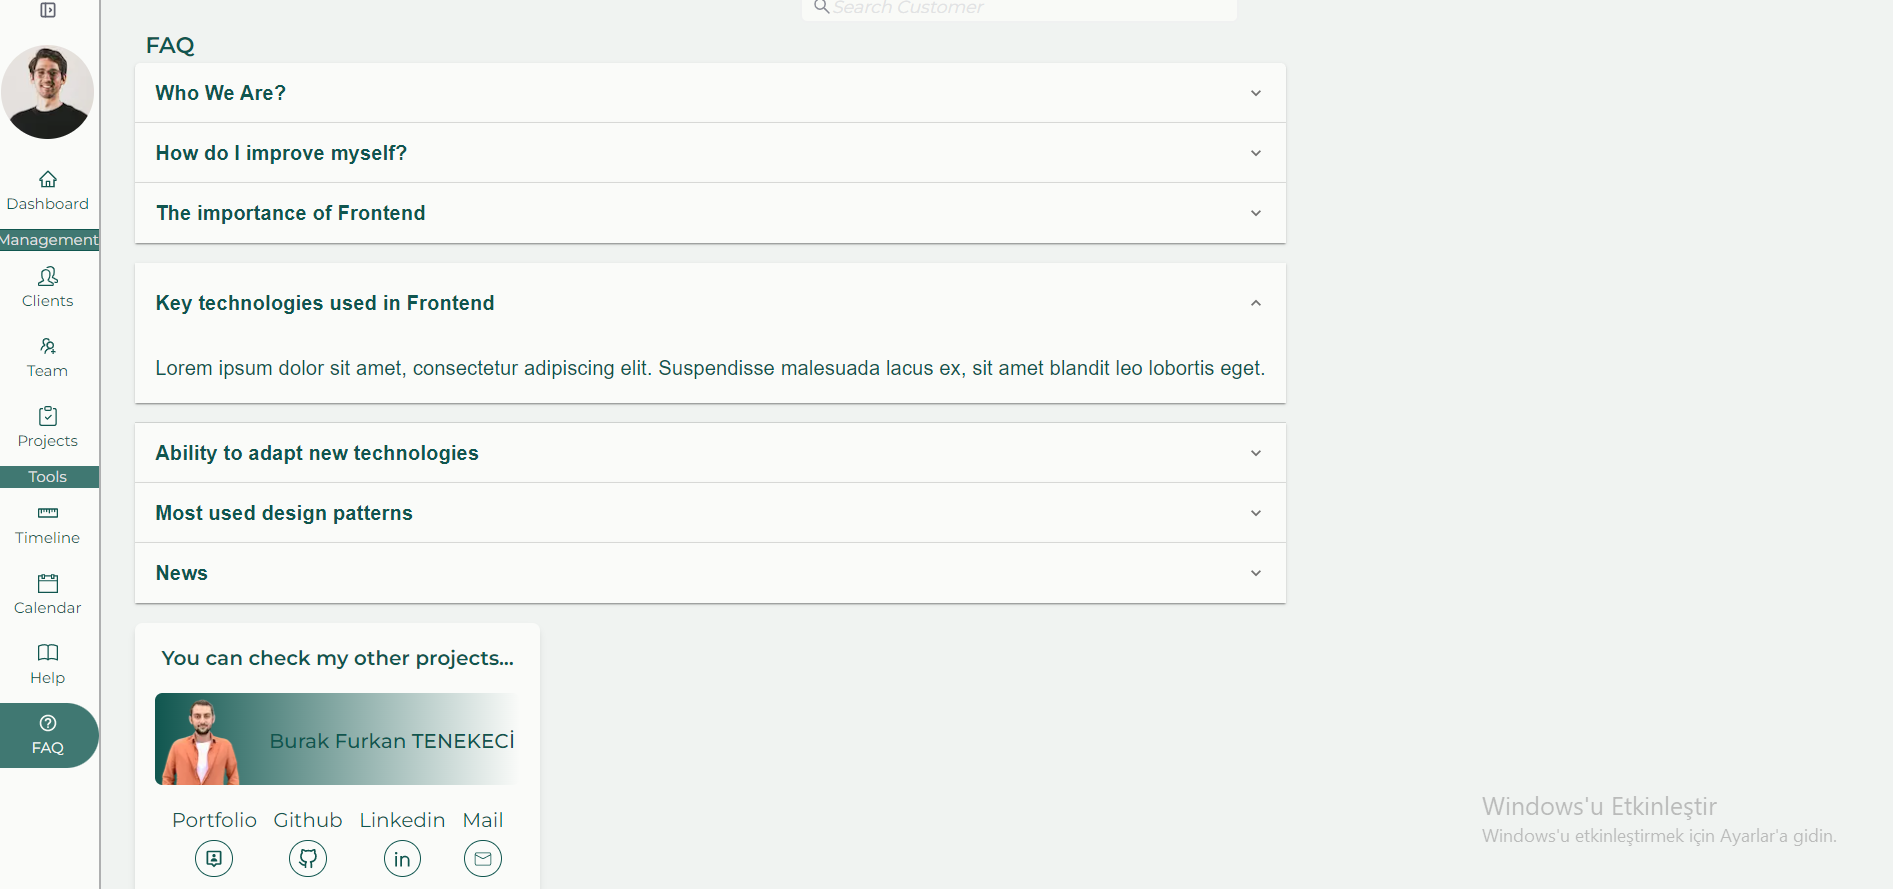 Search Customer
FAQ
Who We Are?
How do I improve myself?
The importance of Frontend
Key technologies used in Frontend
Lorem ipsum dolor sit amet, consectetur adipiscing elit. Suspendisse malesuada lacus ex, sit amet blandit leo lobortis eget.
Ability to adapt new technologies
Most used design patterns
News
You can check my other projects...
Burak Furkan TENEKECİ
Portfolio Github Linkedin Mail
in
Dashboard
Management
Clients
Team
Projects
Tools
Timeline
Calendar
Help
FAQ
Windows'u Etkinleştir
Windows'u etkinleştirmek için Ayarlar'a gidin.